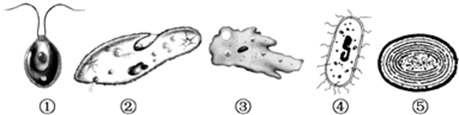 ① ② ③ ④ ⑤